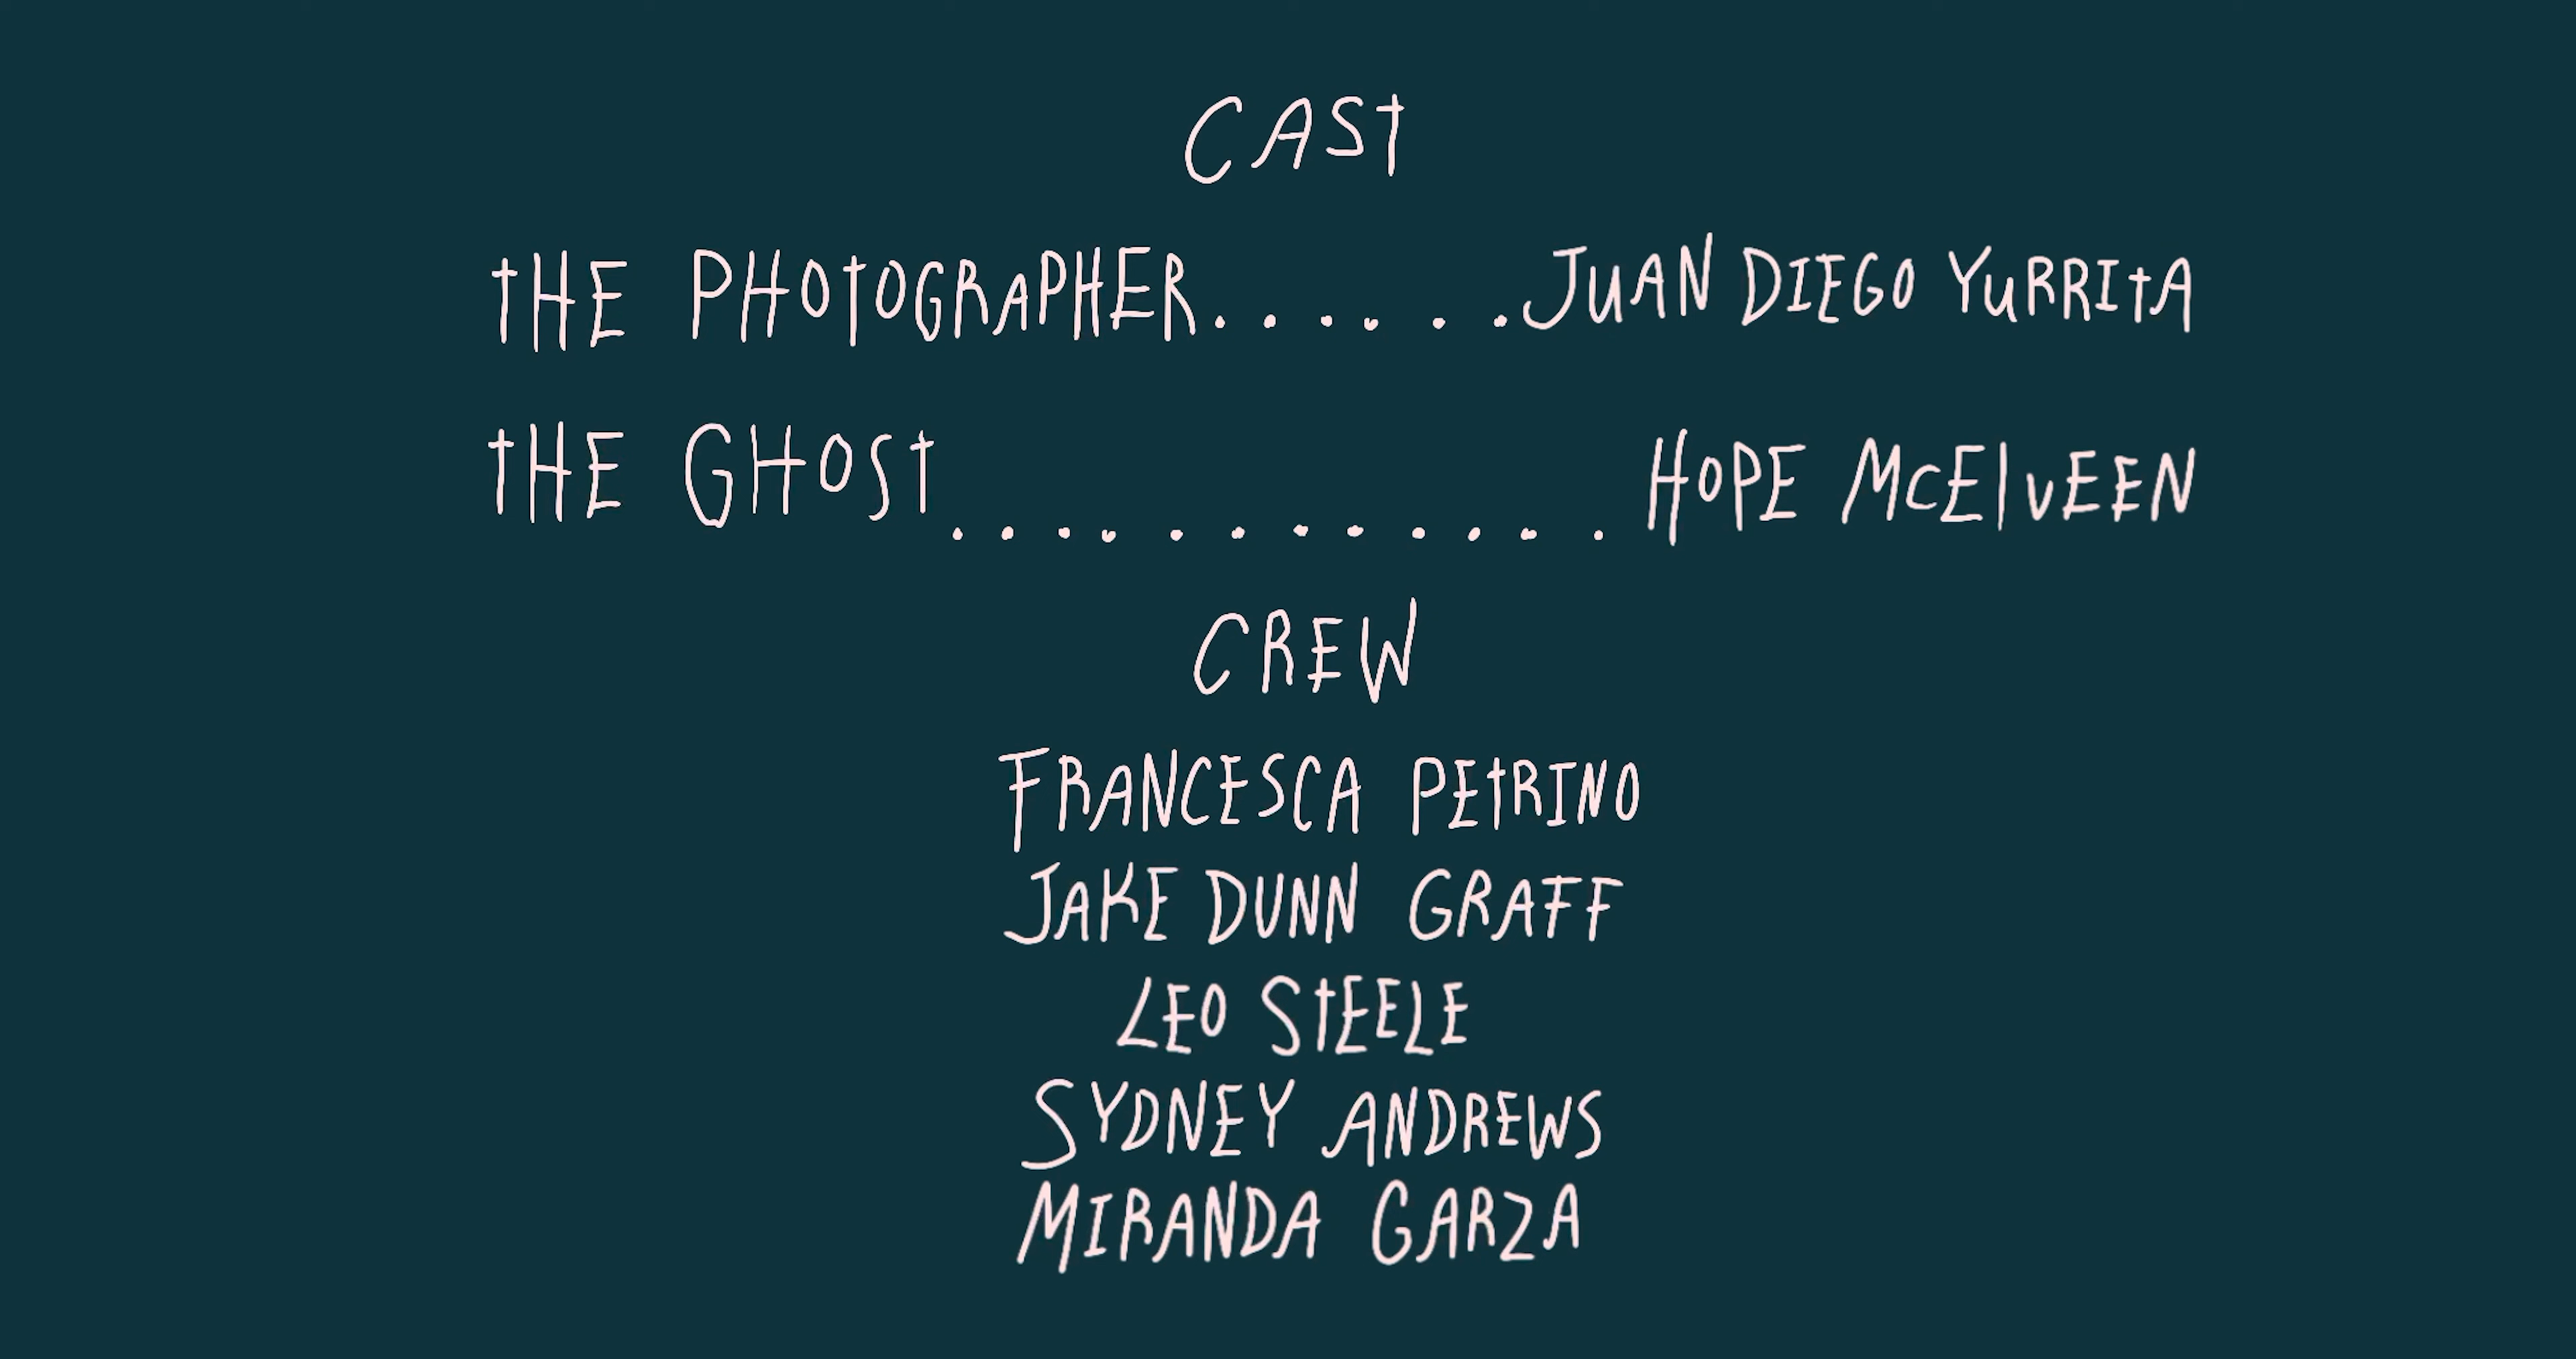 CAST
tHE PHOtOGRAPHER......JUAN DIEGO YURRItA
tHE GHOSt............HOPE McElvEEN
CREW
FRANCESCA PEtRINO
JAKE DUNN GRAFF
LEO StEELE
SYDNEY ANDREWS
MIRANDA GARZA